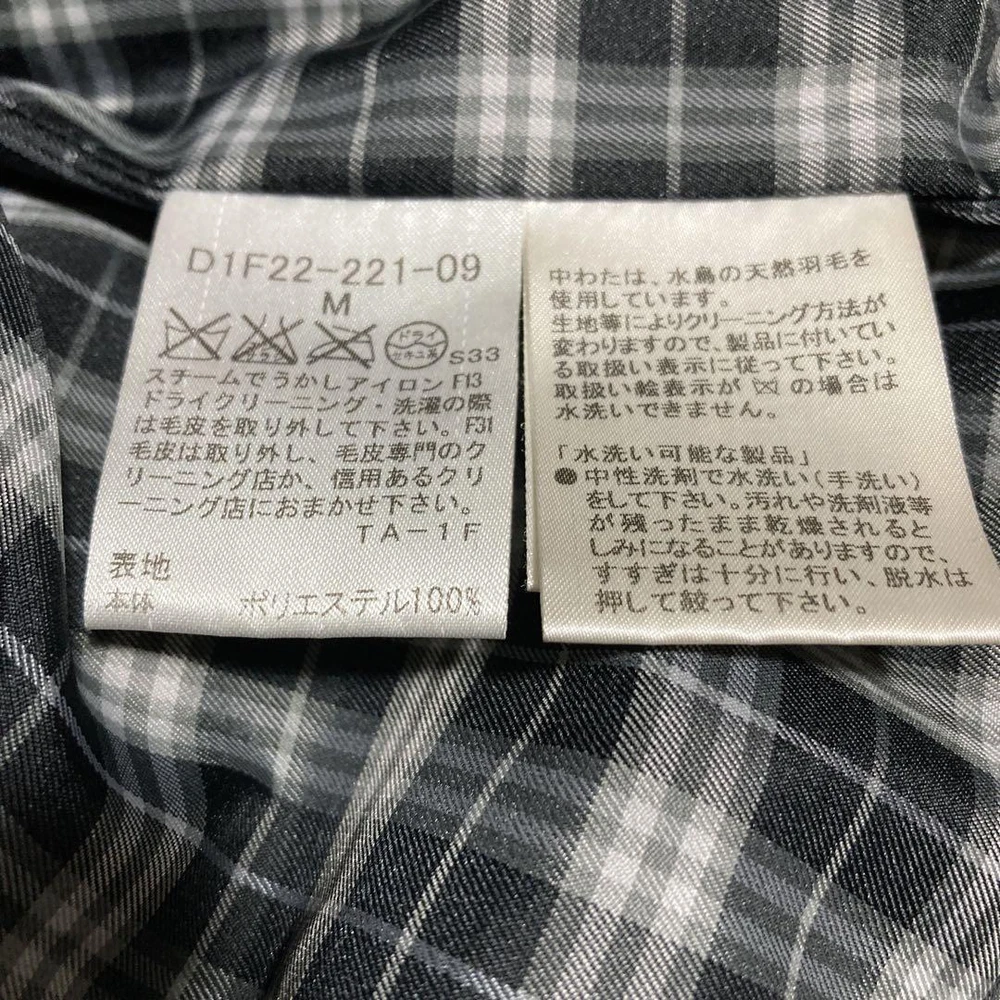 D1F22-221-09
M
ドライ
セキユ系
S33
スチームでうかしアイロン F13
ドライクリーニング・洗濯の際
は毛皮を取り外して下さい。F31
毛皮は取り外し、毛皮専門のク
リーニング店か、信用あるクリ
ーニング店におまかせ下さい。
TA-1F
表地
本体 ポリエステル100%
中わたは、水鳥の天然羽毛を
使用しています。
生地等によりクリーニング方法が
変わりますので、製品に付いてい
る取扱い表示に従って下さい。
取扱い絵表示が の場合は
水洗いできません。
「水洗い可能な製品」
●中性洗剤で水洗い(手洗い)
をして下さい。汚れや洗剤液等
が残ったまま乾燥されると
しみになることがありますので、
すすぎは十分に行い、脱水は
押して絞って下さい。